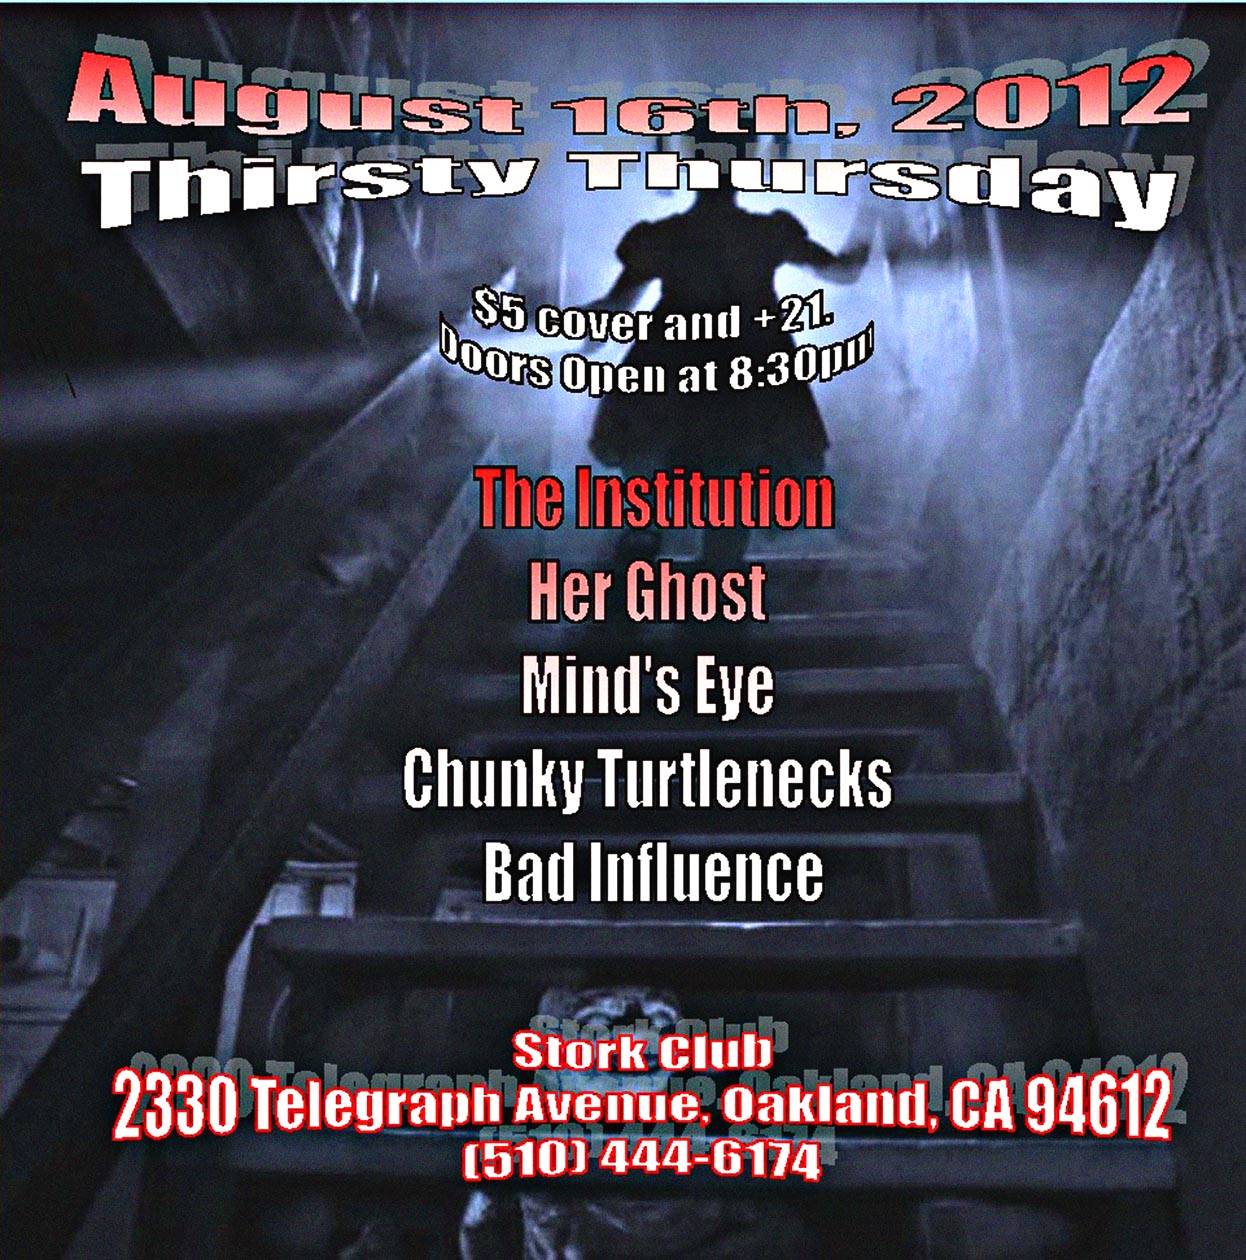 August 16th, 2012
Thirsty Thursday
$5 cover and +21.
Doors Open at 8:30pm
The Institution
Her Ghost
Mind's Eye
Chunky Turtlenecks
Bad Influence
Stork Club
2330 Telegraph Avenue, Oakland, CA 94612
(510) 444-6174